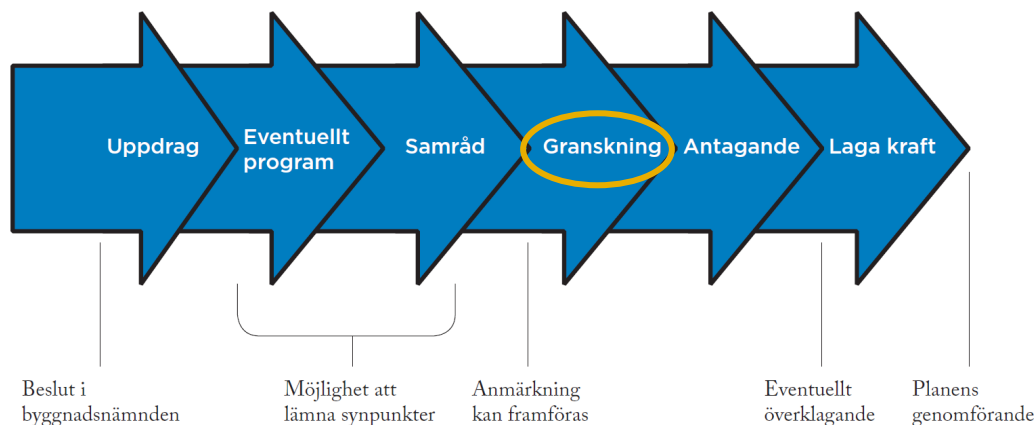 Uppdrag
Eventuellt
program
Samråd
Granskning
Antagande
Laga kraft
Beslut i
byggnadsnämnden
Möjlighet att
lämna synpunkter
Anmärkning
kan framföras
Eventuellt
överklagande
Planens
genomförande